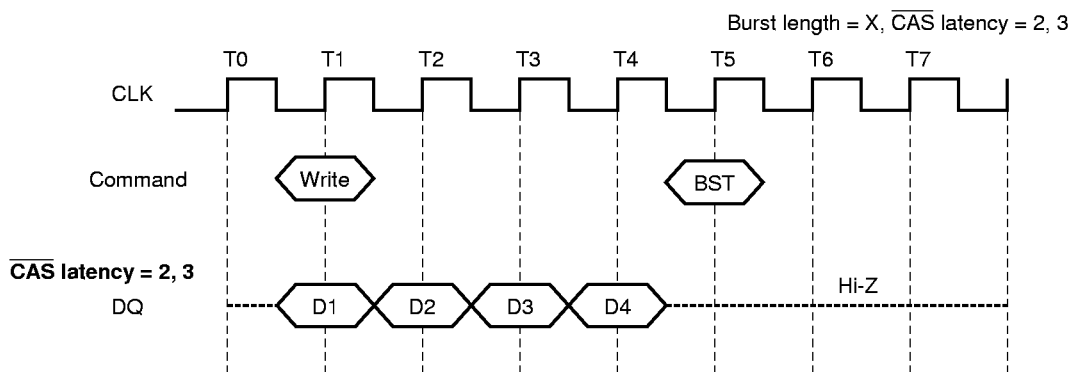 Burst length = X, CAS latency = 2, 3
T0 T1 T2 T3 T4 T5 T6 T7
CLK
Command Write BST
CAS latency = 2, 3
Hi-Z
DQ D1 D2 D3 D4